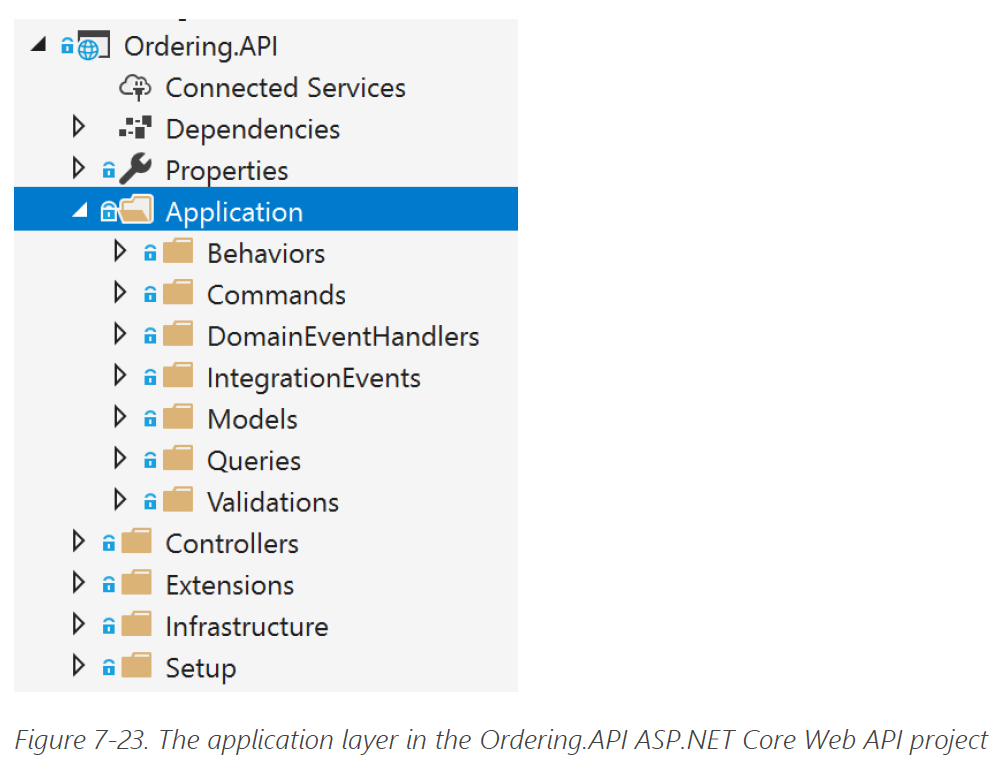 Ordering.API
Connected Services
Dependencies
Properties
Application
Behaviors
Commands
DomainEventHandlers
IntegrationEvents
Models
Queries
Validations
Controllers
Extensions
Infrastructure
Setup
Figure 7-23. The application layer in the Ordering.API ASP.NET Core Web API project